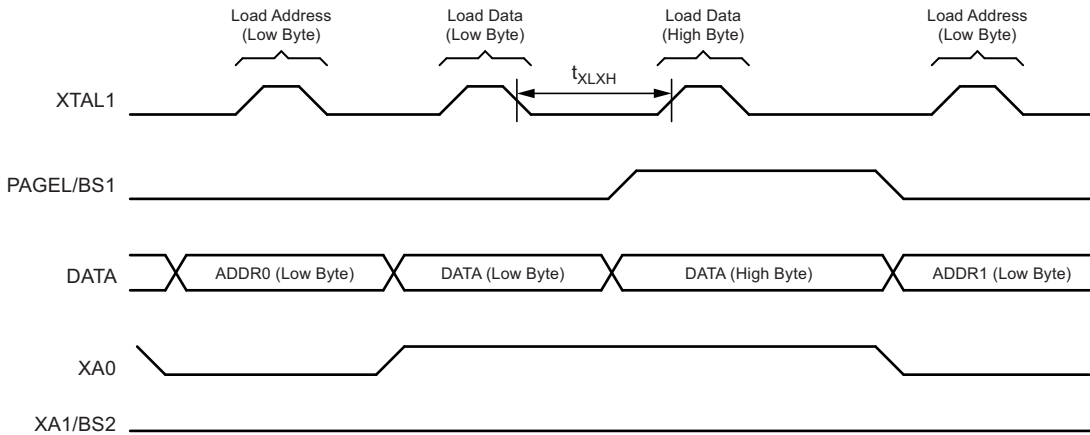 Load Address
(Low Byte)
Load Data
(Low Byte)
Load Data
(High Byte)
Load Address
(Low Byte)
tXLXH
XTAL1
PAGEL/BS1
DATA
ADDR0 (Low Byte)
DATA (Low Byte)
DATA (High Byte)
ADDR1 (Low Byte)
XA0
XA1/BS2